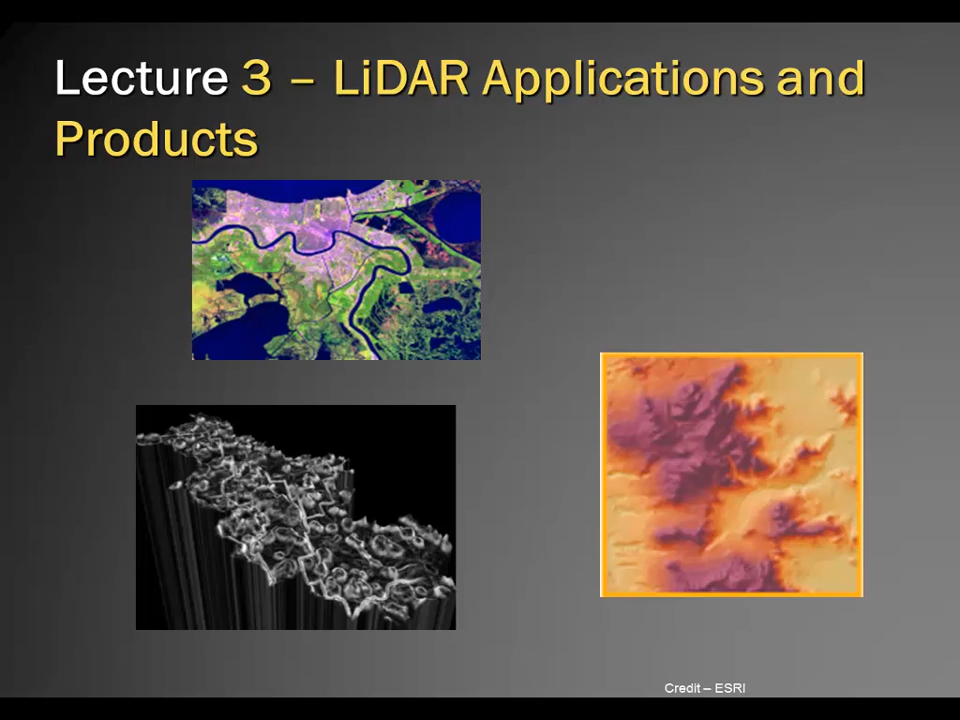 Lecture 3 – LiDAR Applications and
Products
Credit – ESRI